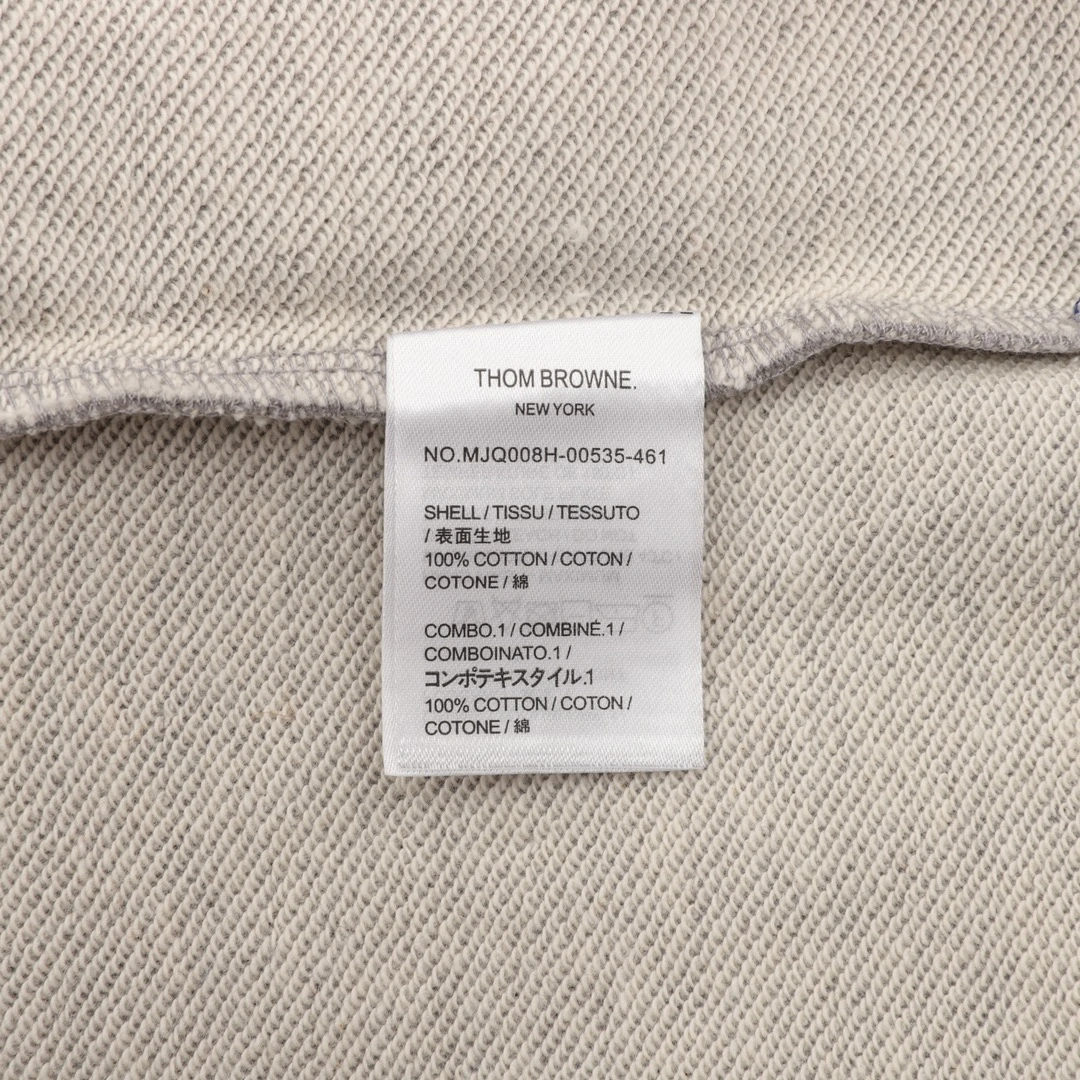 THOM BROWNE.
NEW YORK
NO.MJQ008H-00535-461
SHELL / TISSU / TESSUTO
/ 表面生地
100% COTTON / COTON /
COTONE / 綿
COMBO.1 / COMBINÉ.1 /
COMBOINATO.1 /
コンポテキスタイル.1
100% COTTON / COTON /
COTONE / 綿